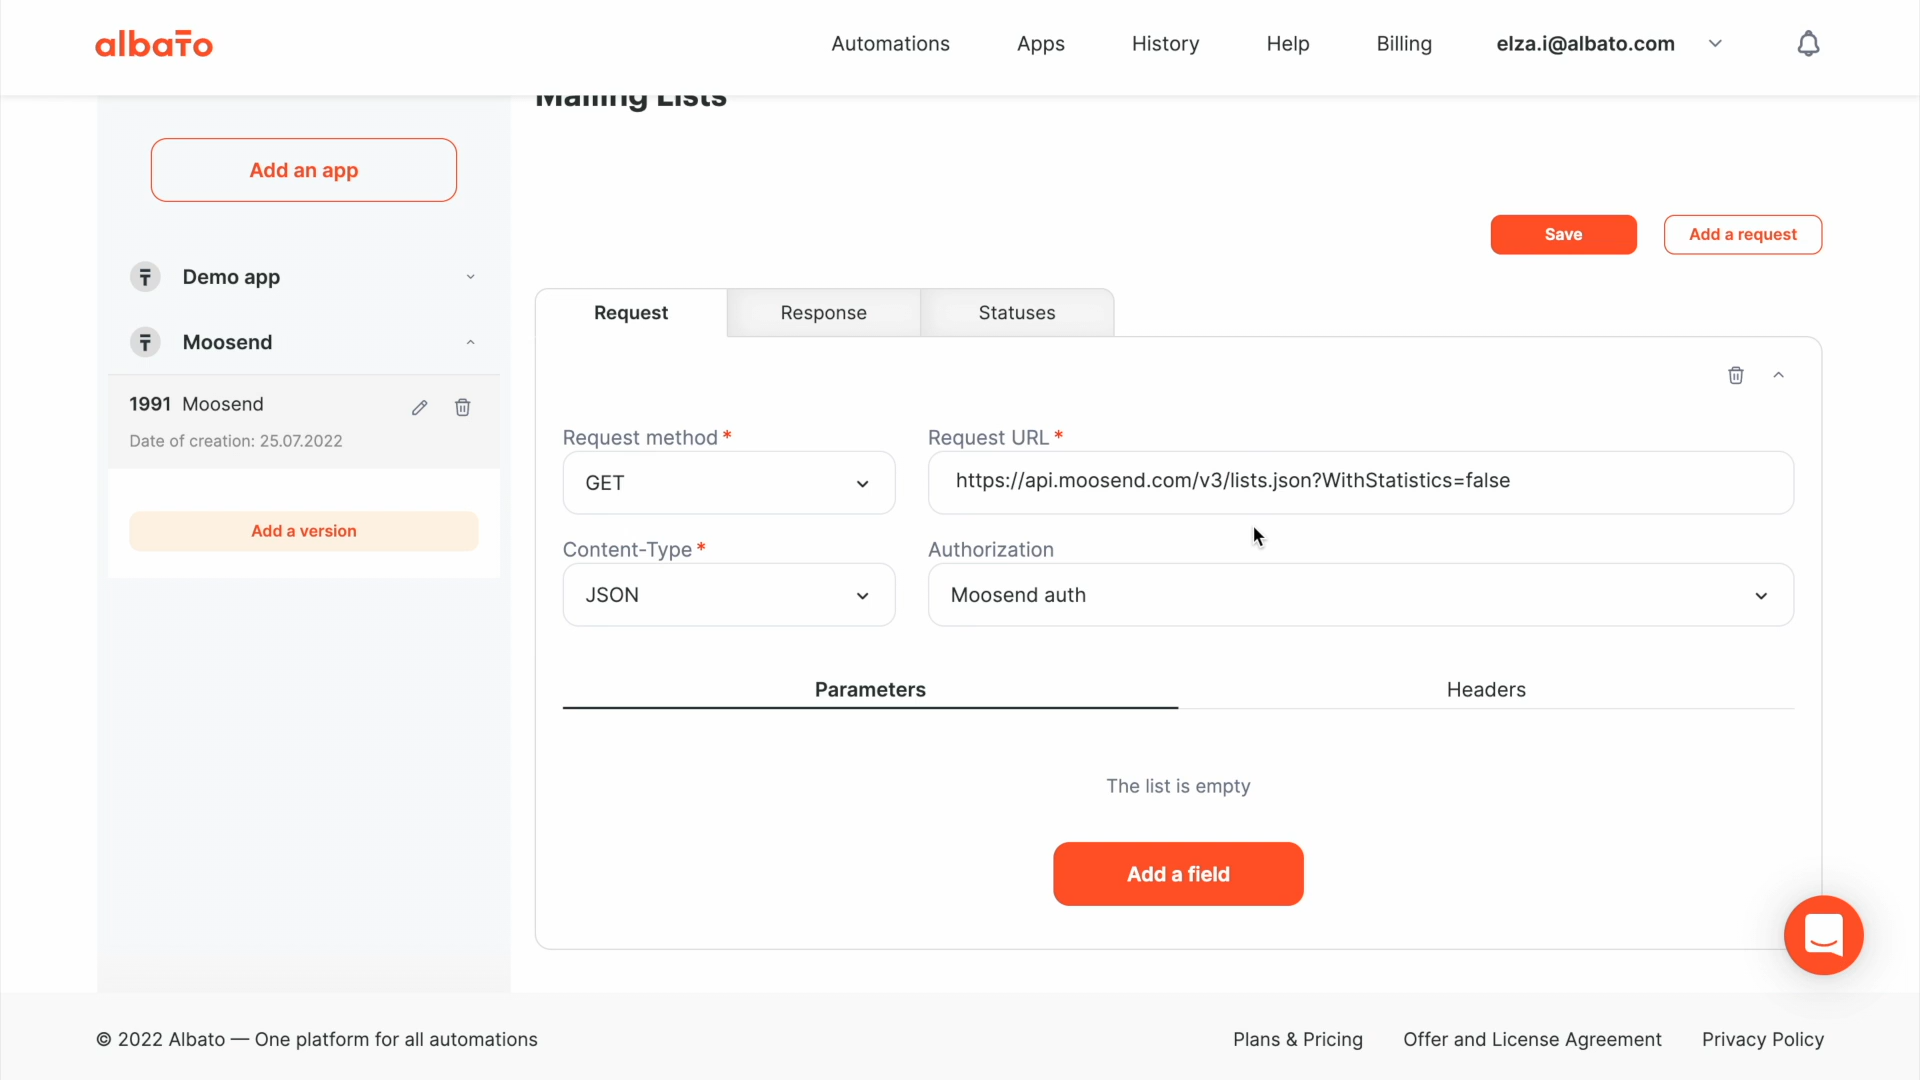 albato
Automations
Apps
History
Help
Billing
elza.i@albato.com
Mailing Lists
Add an app
Save
Add a request
Demo app
Request
Response
Statuses
Moosend
1991 Moosend
Date of creation: 25.07.2022
Request method *
Request URL *
GET
https://api.moosend.com/v3/lists.json?WithStatistics=false
Add a version
Content-Type *
Authorization
JSON
Moosend auth
Parameters
Headers
The list is empty
Add a field
© 2022 Albato — One platform for all automations
Plans & Pricing
Offer and License Agreement
Privacy Policy